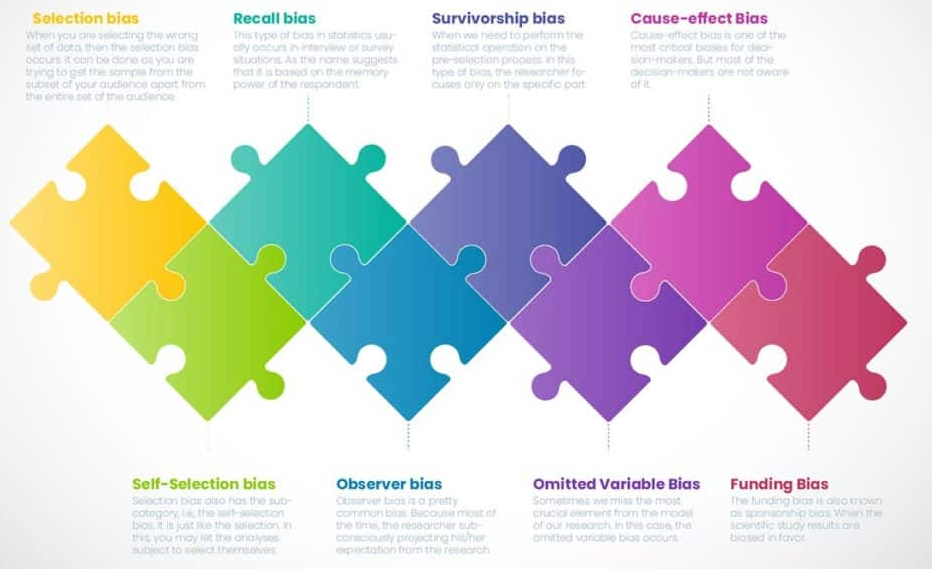 Selection bias
When you are selecting the wrong
set of data, then the selection bias
occurs. It can be done as you are
trying to get the sample from the
subset of your audience apart from
the entire set of the audience.
Recall bias
This type of bias in statistics usu-
ally occurs in interview or survey
situations. As the name suggests
that it is based on the memory
power of the respondent.
Survivorship bias
When we need to perform the
statistical operation on the
pre-selection process. In this
type of bias, the researcher fo-
cuses only on the specific part.
Cause-effect Bias
Cause-effect bias is one of the
most critical biases for deci-
sion-makers. But most of the
decision-makers are not aware
of it.
Self-Selection bias
Selection bias also has the sub-
category, i.e, the self-selection
bias. It is just like the selection. In
this, you may let the analyses
subject to select themselves.
Observer bias
Observer bias is a pretty
common bias. Because most of
the time, the researcher sub-
consciously projecting his/her
expectation from the research
Omitted Variable Bias
Sometimes we miss the most
crucial element from the model
of our research. In this case, the
omitted variable bias occurs.
Funding Bias
The funding bias is also known
as sponsorship bias. When the
scientific study results are
biased in favor.